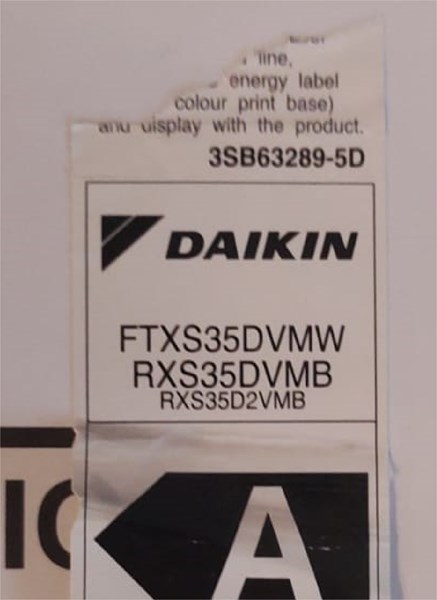 line,
energy label
colour print base)
and display with the product.
3SB63289-5D
DAIKIN
FTXS35DVMW
RXS35DVMB
RXS35D2VMB
A